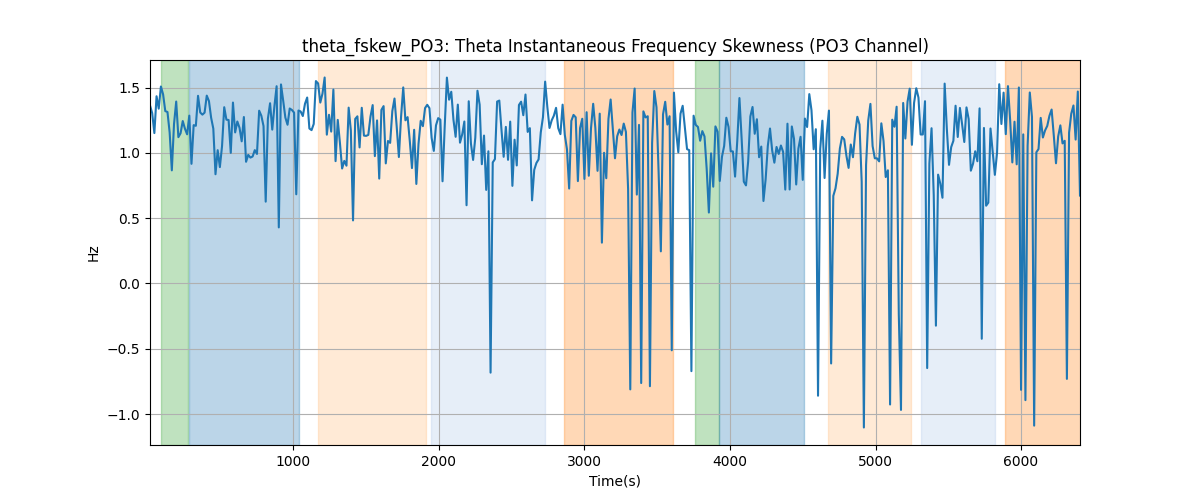 theta_fskew_PO3: Theta Instantaneous Frequency Skewness (PO3 Channel)
Hz
1.5
1.0
0.5
0.0
−0.5
−1.0
1000 2000 3000 4000 5000 6000
Time(s)